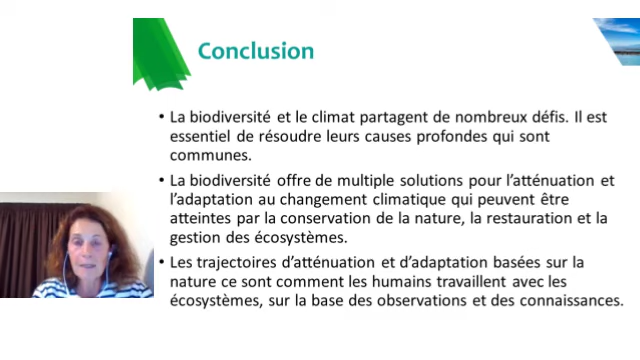 Conclusion
• La biodiversité et le climat partagent de nombreux défis. Il est
essentiel de résoudre leurs causes profondes qui sont
communes.
• La biodiversité offre de multiple solutions pour l'atténuation et
l'adaptation au changement climatique qui peuvent être
atteintes par la conservation de la nature, la restauration et la
gestion des écosystèmes.
• Les trajectoires d'atténuation et d'adaptation basées sur la
nature ce sont comment les humains travaillent avec les
écosystèmes, sur la base des observations et des connaissances.